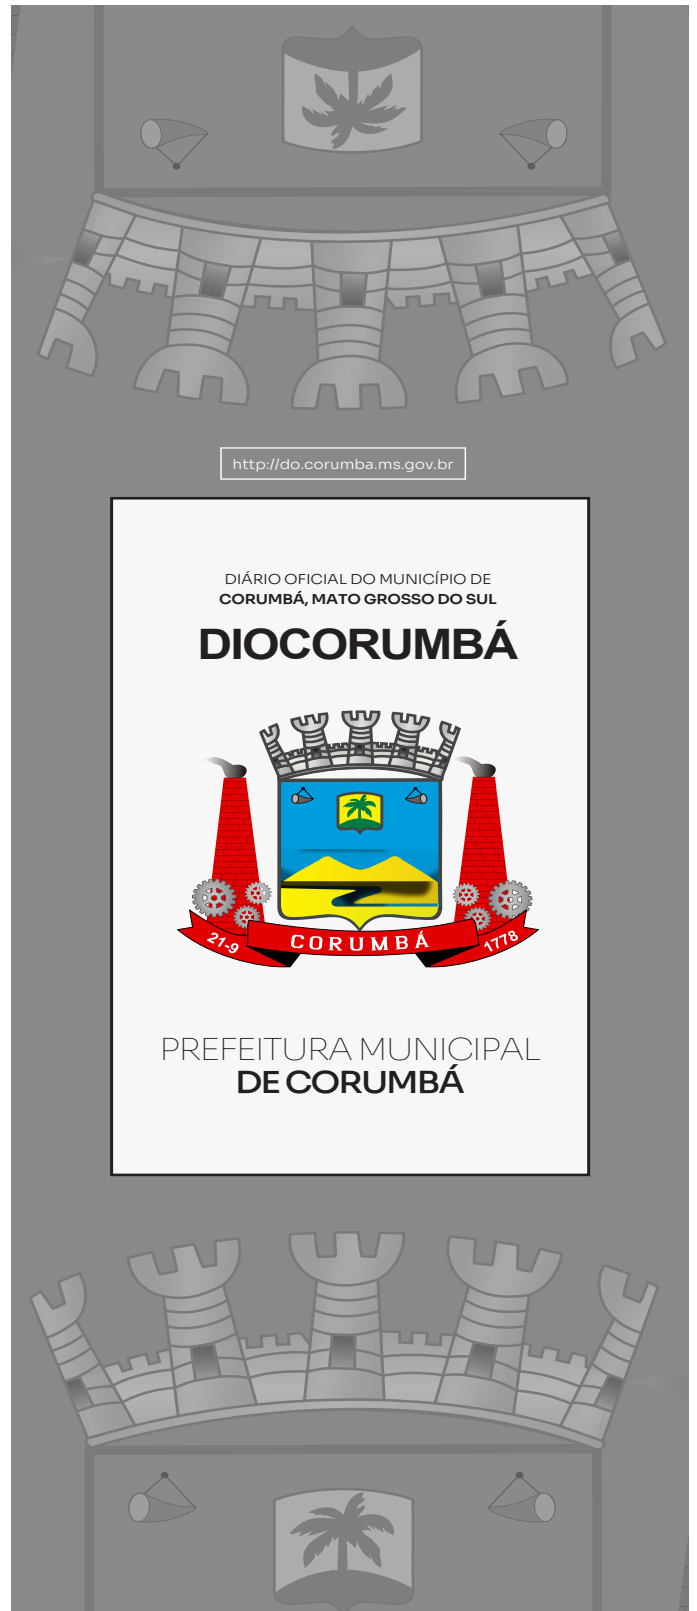 http://do.corumba.ms.gov.br
DIÁRIO OFICIAL DO MUNICÍPIO DE
CORUMBÁ, MATO GROSSO DO SUL
DIOCORUMBÁ
21-9
CORUMBÁ
1778
PREFEITURA MUNICIPAL
DE CORUMBÁ